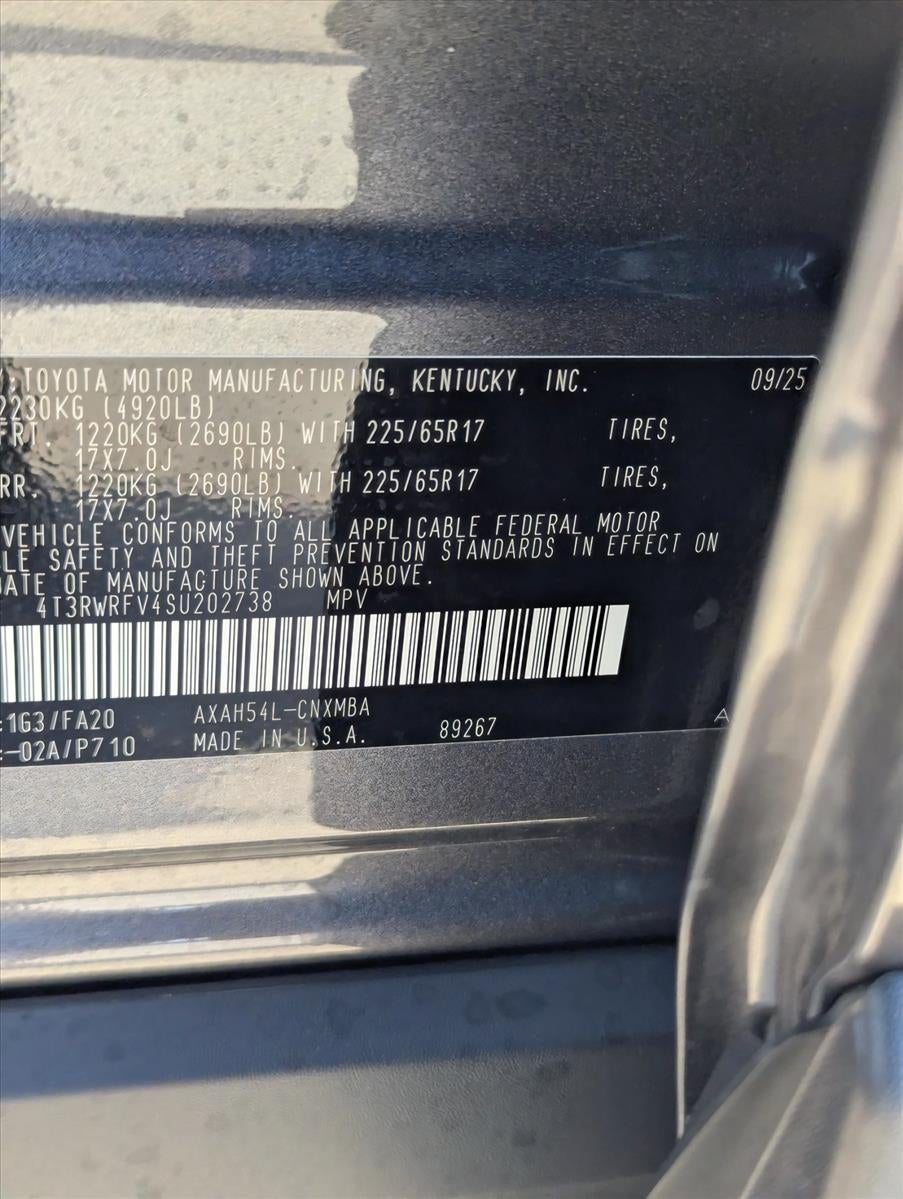 :TOYOTA MOTOR MANUFACTURING, KENTUCKY, INC. 09/25
2230KG (4920LB)
FRT. 1220KG (2690LB) WITH 225/65R17 TIRES,
17X7.0J RIMS.
RR. 1220KG (2690LB) WITH 225/65R17 TIRES,
17X7.0J RIMS.
VEHICLE CONFORMS TO ALL APPLICABLE FEDERAL MOTOR
LE SAFETY AND THEFT PREVENTION STANDARDS IN EFFECT ON
DATE OF MANUFACTURE SHOWN ABOVE.
4T3RWRFV4SU202738 MPV
:1G3/FA20 AXAH54L-CNXMBA
:-02A/P710 MADE IN U.S.A. 89267 A